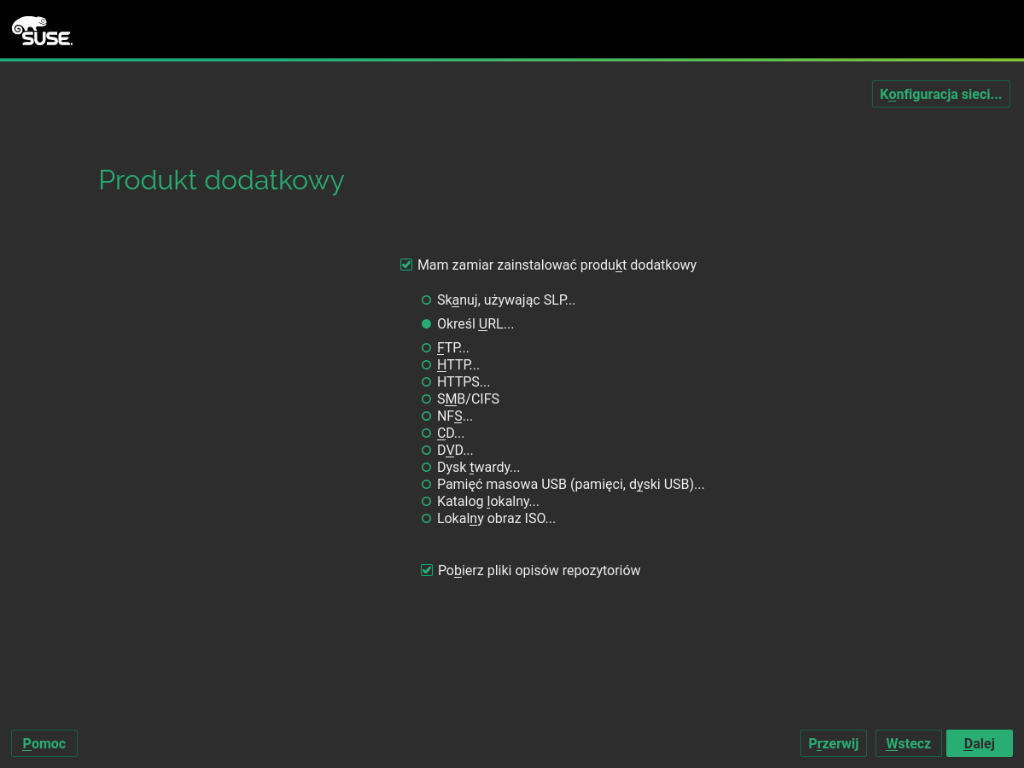 SUSE
Konfiguracja sieci...
Produkt dodatkowy
Mam zamiar zainstalować produkt dodatkowy
Skanuj, używając SLP...
Określ URL...
FTP...
HTTP...
HTTPS...
SMB/CIFS
NFS...
CD...
DVD...
Dysk twardy...
Pamięć masowa USB (pamięci, dyski USB)...
Katalog lokalny...
Lokalny obraz ISO...
Pobierz pliki opisów repozytoriów
Pomoc
Przerwij
Wstecz
Dalej